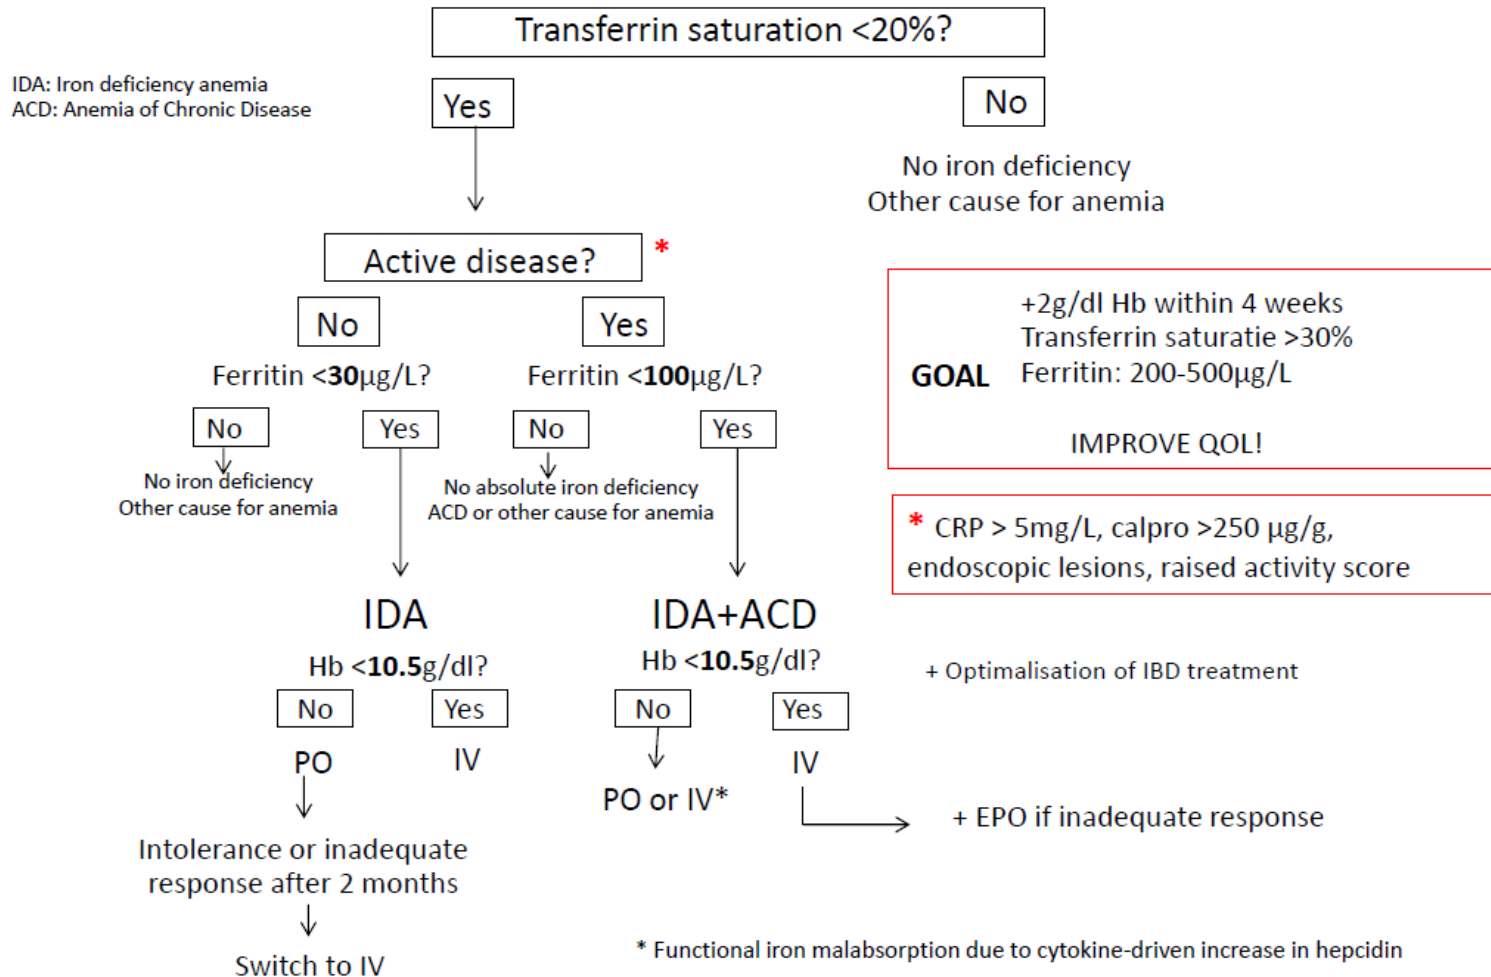 Transferrin saturation <20%?
IDA: Iron deficiency anemia
ACD: Anemia of Chronic Disease
Yes
No
No iron deficiency
Other cause for anemia
Active disease? *
No
Yes
Ferritin <30µg/L?
Ferritin <100µg/L?
No
Yes
No
Yes
No iron deficiency
Other cause for anemia
No absolute iron deficiency
ACD or other cause for anemia
GOAL
+2g/dl Hb within 4 weeks
Transferrin saturatie >30%
Ferritin: 200-500µg/L
IMPROVE QOL!
* CRP > 5mg/L, calpro >250 µg/g,
endoscopic lesions, raised activity score
IDA
Hb <10.5g/dl?
No
Yes
PO
IV
Intolerance or inadequate
response after 2 months
Switch to IV
IDA+ACD
Hb <10.5g/dl?
No
Yes
PO or IV*
IV
+ Optimalisation of IBD treatment
+ EPO if inadequate response
* Functional iron malabsorption due to cytokine-driven increase in hepcidin